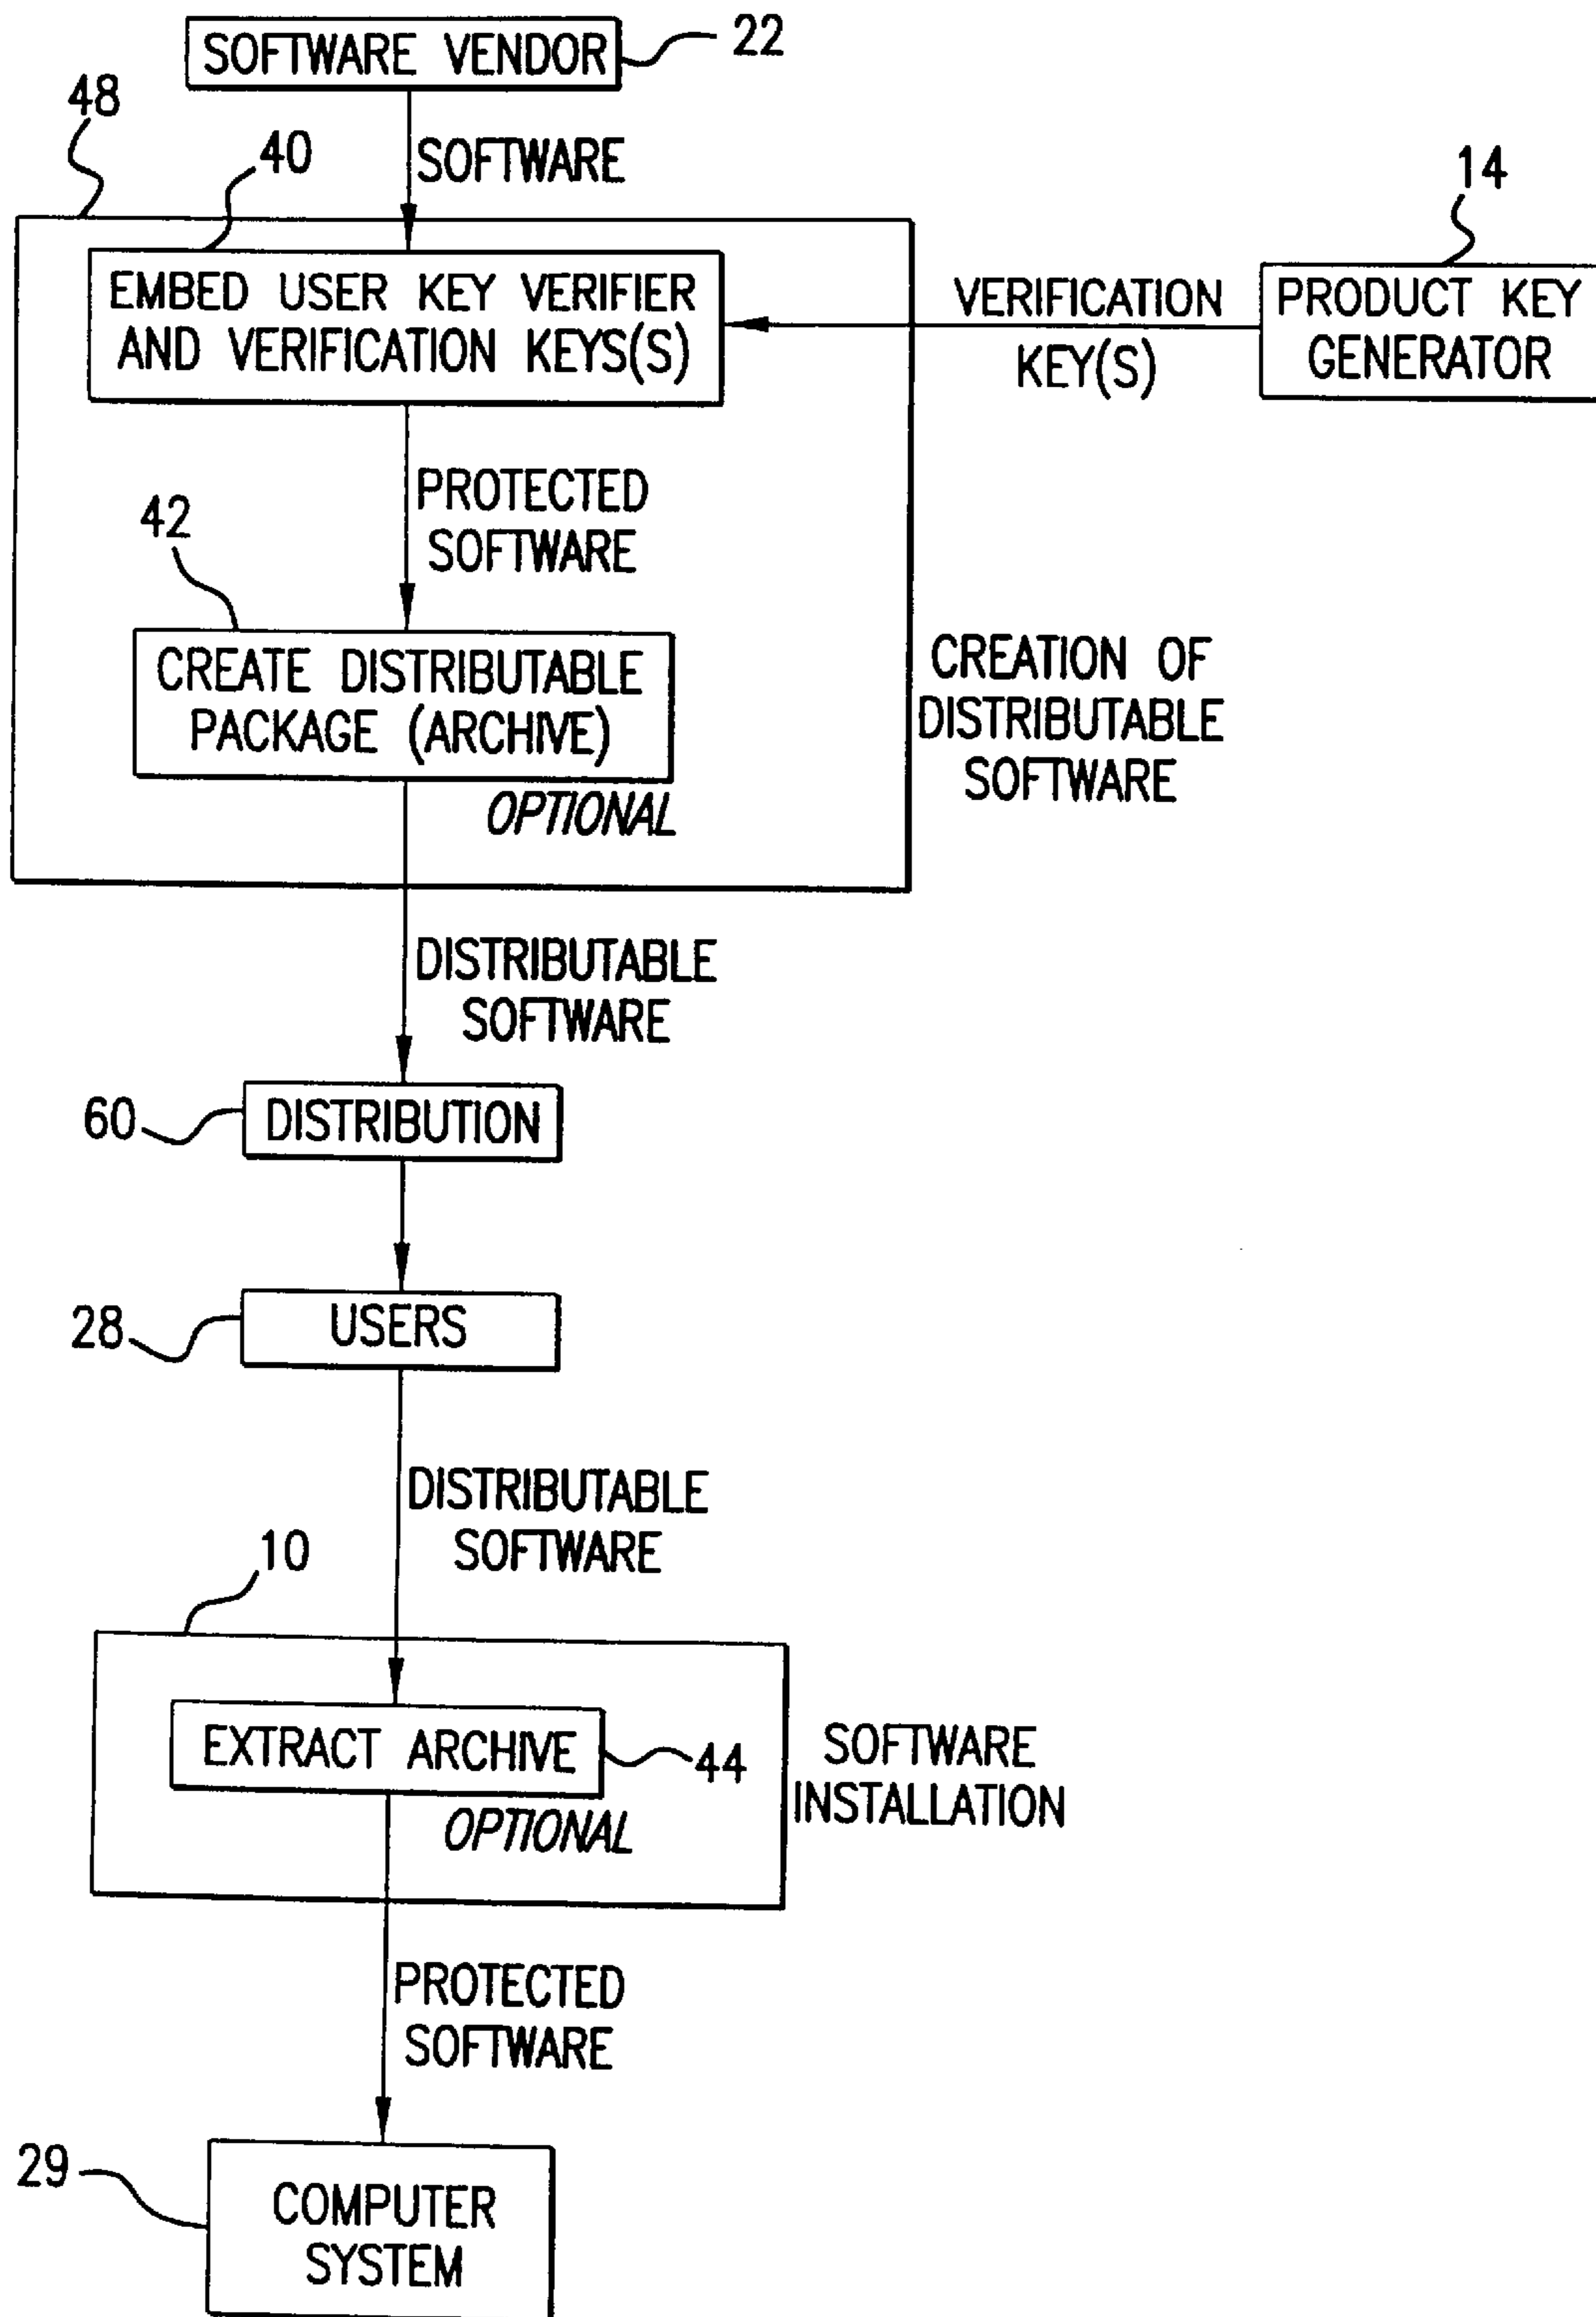 SOFTWARE VENDOR
22
48
SOFTWARE
40
14
EMBED USER KEY VERIFIER
AND VERIFICATION KEYS(S)
VERIFICATION
KEY(S)
PRODUCT KEY
GENERATOR
PROTECTED
SOFTWARE
42
CREATE DISTRIBUTABLE
PACKAGE (ARCHIVE)
OPTIONAL
CREATION OF
DISTRIBUTABLE
SOFTWARE
DISTRIBUTABLE
SOFTWARE
60
DISTRIBUTION
28
USERS
DISTRIBUTABLE
SOFTWARE
10
EXTRACT ARCHIVE
44
OPTIONAL
SOFTWARE
INSTALLATION
PROTECTED
SOFTWARE
29
COMPUTER
SYSTEM